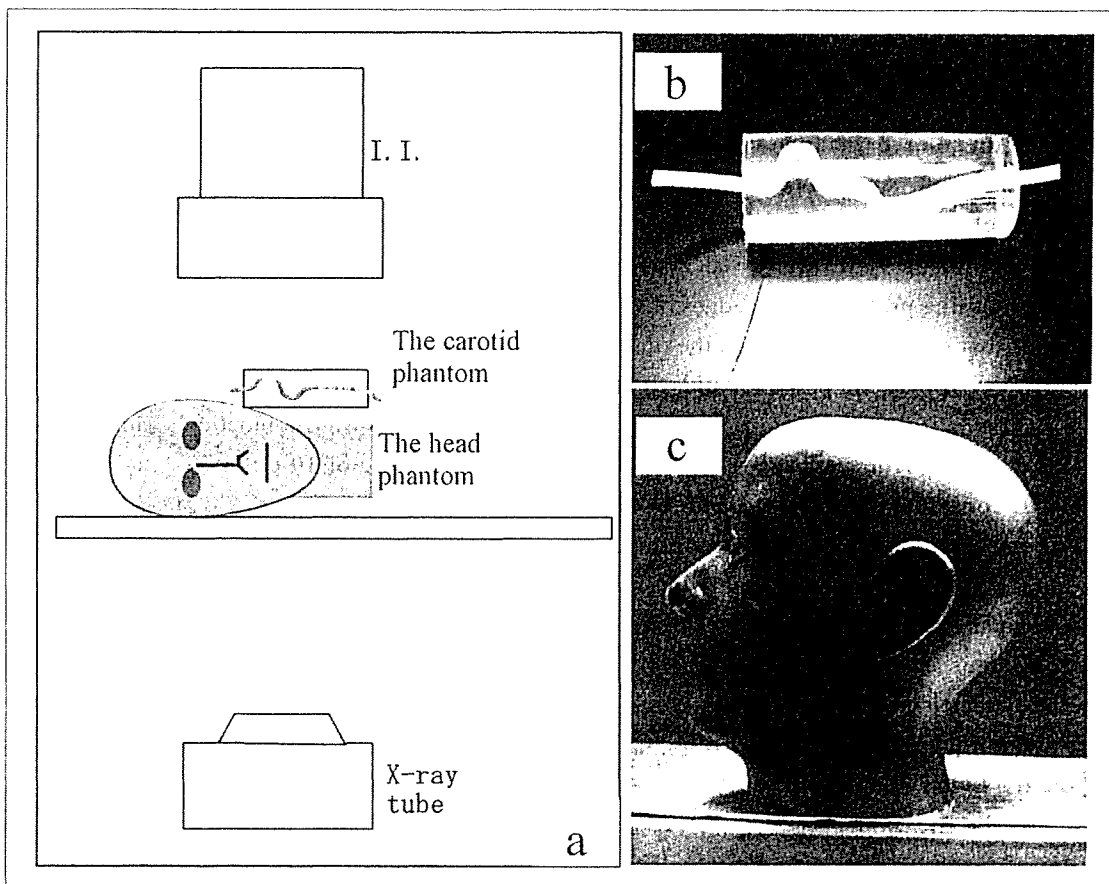 I. I.
The carotid
phantom
The head
phantom
X-ray
tube
a
b
c